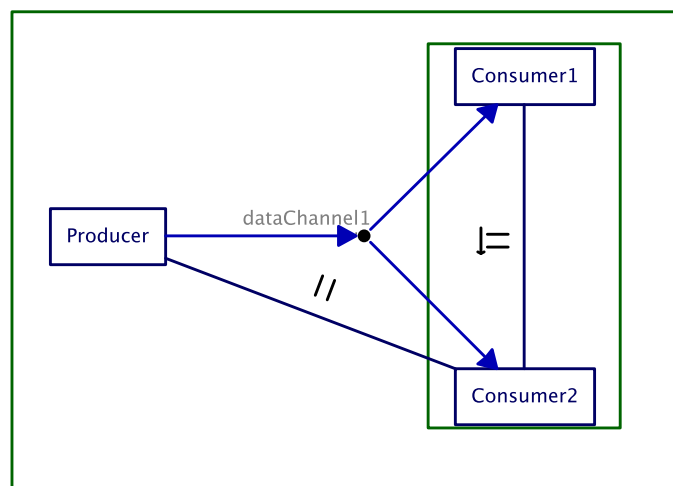 Consumer1
dataChannel1
Producer
!=
//
Consumer2